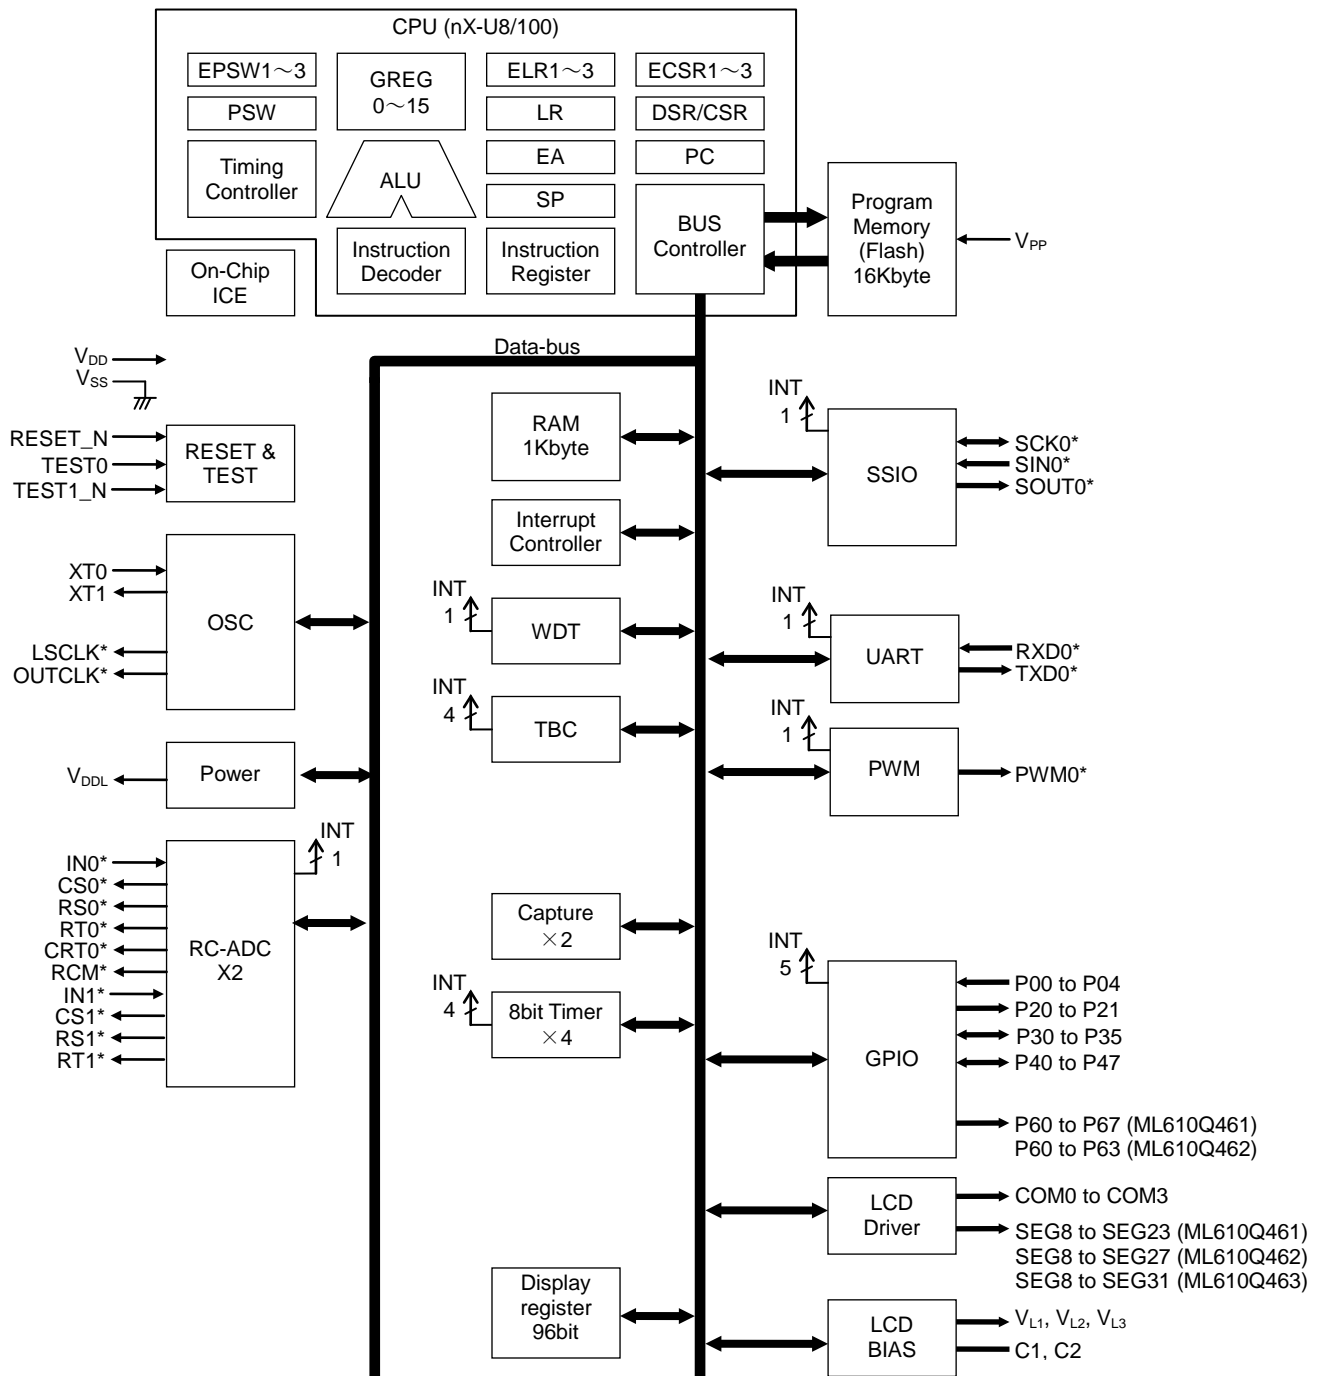 CPU (nX-U8/100)
EPSW1～3
GREG
0～15
ELR1～3
ECSR1～3
PSW
LR
DSR/CSR
Timing
Controller
ALU
EA
PC
SP
BUS
Controller
Program
Memory
(Flash)
16Kbyte
VPP
On-Chip
ICE
Instruction
Decoder
Instruction
Register
Data-bus
VDD
VSS
RESET_N
TEST0
TEST1_N
RESET &
TEST
RAM
1Kbyte
INT
1
SSIO
SCK0*
SIN0*
SOUT0*
Interrupt
Controller
XT0
XT1
LSCLK*
OUTCLK*
OSC
INT
1
WDT
INT
1
UART
RXD0*
TXD0*
INT
4
TBC
INT
1
PWM
PWM0*
VDDL
Power
INT
1
IN0*
CS0*
RS0*
RT0*
CRT0*
RCM*
IN1*
CS1*
RS1*
RT1*
RC-ADC
X2
Capture
×2
INT
4
8bit Timer
×4
INT
5
GPIO
P00 to P04
P20 to P21
P30 to P35
P40 to P47
P60 to P67 (ML610Q461)
P60 to P63 (ML610Q462)
LCD
Driver
COM0 to COM3
SEG8 to SEG23 (ML610Q461)
SEG8 to SEG27 (ML610Q462)
SEG8 to SEG31 (ML610Q463)
Display
register
96bit
LCD
BIAS
VL1, VL2, VL3
C1, C2